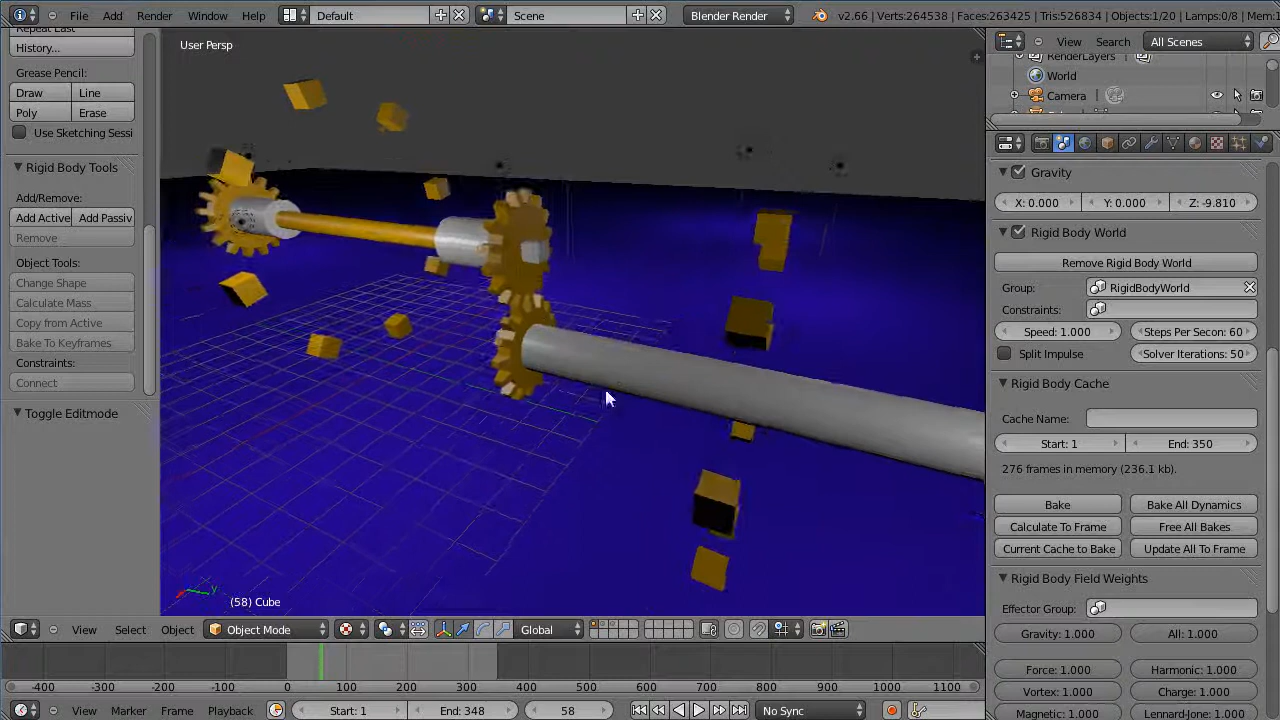 File Add Render Window Help Default Scene Blender Render v2.66 | Verts:264538 | Faces:263425 | Tris:526834 | Objects:1/20 | Lamps:0/8 | Mem:1
Repeat Last
History...
Grease Pencil:
Draw Line
Poly Erase
Use Sketching Sessi
Rigid Body Tools
Add/Remove:
Add Active Add Passiv
Remove
Object Tools:
Change Shape
Calculate Mass
Copy from Active
Bake To Keyframes
Constraints:
Connect
Toggle Editmode
User Persp
y
(58) Cube
View Select Object Object Mode Global
View Search All Scenes
RenderLayers
World
Camera
Gravity
X: 0.000 Y: 0.000 Z: -9.810
Rigid Body World
Remove Rigid Body World
Group: RigidBodyWorld
Constraints:
Speed: 1.000 Steps Per Secon: 60
Split Impulse Solver Iterations: 50
Rigid Body Cache
Cache Name:
Start: 1 End: 350
276 frames in memory (236.1 kb).
Bake Bake All Dynamics
Calculate To Frame Free All Bakes
Current Cache to Bake Update All To Frame
Rigid Body Field Weights
Effector Group:
Gravity: 1.000 All: 1.000
Force: 1.000 Harmonic: 1.000
Vortex: 1.000 Charge: 1.000
Magnetic: 1.000 Lennard-Jone: 1.000
-400 -300 -200 -100 0 100 200 300 400 500 600 700 800 900 1000 1100
View Marker Frame Playback Start: 1 End: 348 58 No Sync